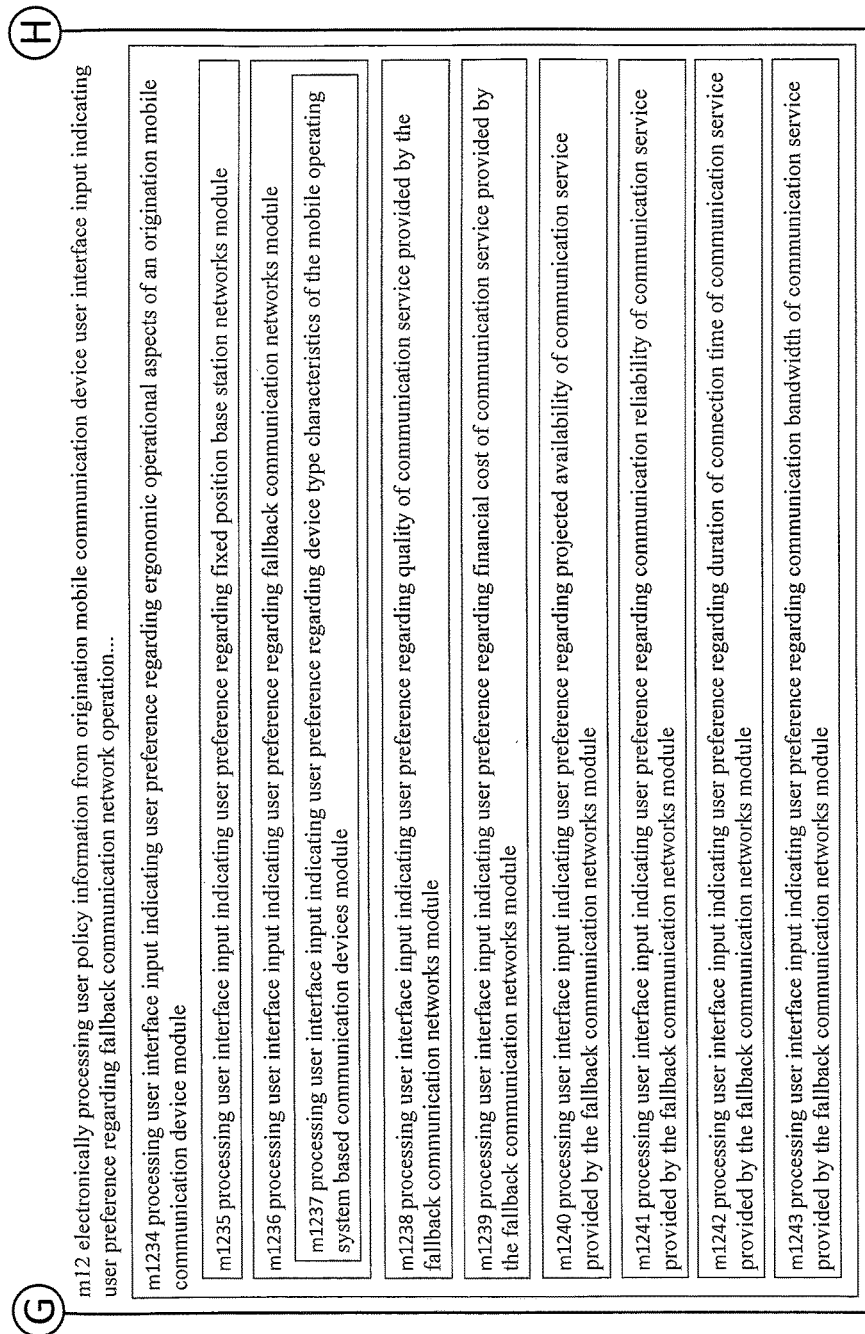 G
H
m12 electronically processing user policy information from origination mobile communication device user interface input indicating
user preference regarding fallback communication network operation...
m1234 processing user interface input indicating user preference regarding ergonomic operational aspects of an origination mobile
communication device module
m1235 processing user interface input indicating user preference regarding fixed position base station networks module
m1236 processing user interface input indicating user preference regarding fallback communication networks module
m1237 processing user interface input indicating user preference regarding device type characteristics of the mobile operating
system based communication devices module
m1238 processing user interface input indicating user preference regarding quality of communication service provided by the
fallback communication networks module
m1239 processing user interface input indicating user preference regarding financial cost of communication service provided by
the fallback communication networks module
m1240 processing user interface input indicating user preference regarding projected availability of communication service
provided by the fallback communication networks module
m1241 processing user interface input indicating user preference regarding communication reliability of communication service
provided by the fallback communication networks module
m1242 processing user interface input indicating user preference regarding duration of connection time of communication service
provided by the fallback communication networks module
m1243 processing user interface input indicating user preference regarding communication bandwidth of communication service
provided by the fallback communication networks module